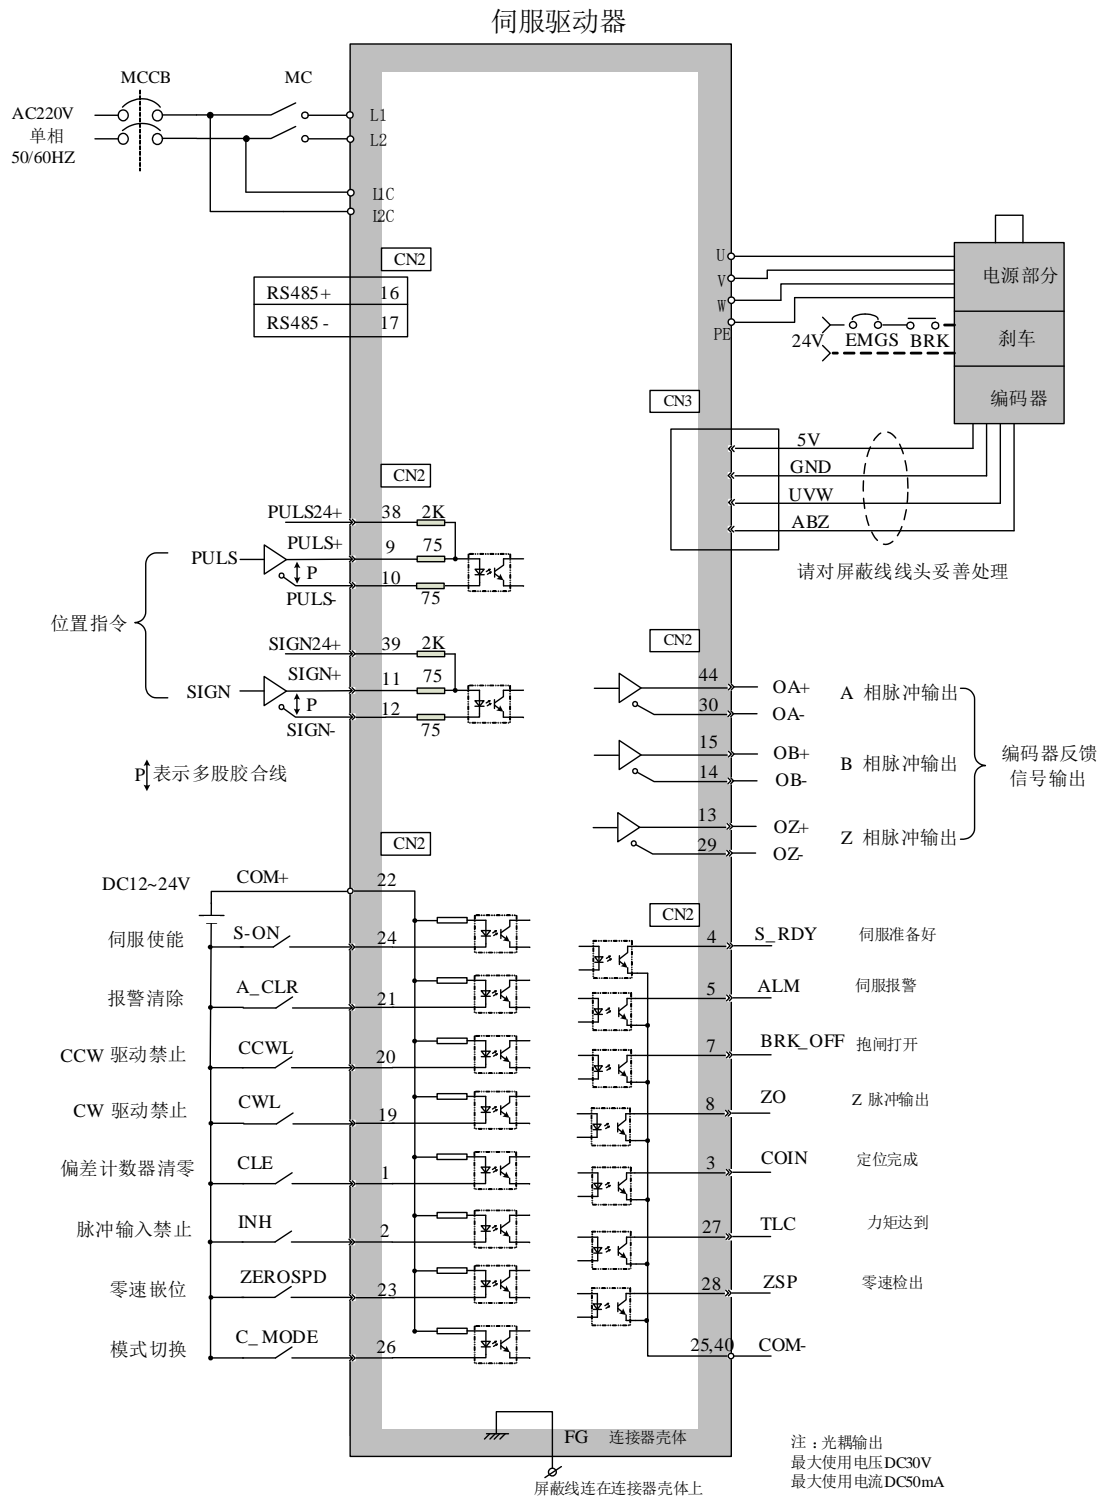 伺服驱动器
MCCB
MC
AC220V
单相
50/60HZ
L1
L2
L1C
L2C
CN2
RS485+ 16
RS485- 17
U
V
W
PE
电源部分
24V EMGS BRK
刹车
编码器
CN3
5V
GND
UVW
ABZ
请对屏蔽线线头妥善处理
CN2
PULS24+ 38 2K
PULS PULS+ 9 75
P
PULS- 10 75
位置指令
SIGN24+ 39 2K
SIGN SIGN+ 11 75
P
SIGN- 12 75
P 表示多股胶合线
CN2
44 OA+
30 OA-
A 相脉冲输出
15 OB+
14 OB-
B 相脉冲输出
13 OZ+
29 OZ-
Z 相脉冲输出
编码器反馈
信号输出
CN2
DC12~24V COM+ 22
伺服使能 S-ON 24
报警清除 A_CLR 21
CCW 驱动禁止 CCWL 20
CW 驱动禁止 CWL 19
偏差计数器清零 CLE 1
脉冲输入禁止 INH 2
零速嵌位 ZEROSPD 23
模式切换 C_MODE 26
CN2
4 S_RDY 伺服准备好
5 ALM 伺服报警
7 BRK_OFF 抱闸打开
8 ZO Z 脉冲输出
3 COIN 定位完成
27 TLC 力矩达到
28 ZSP 零速检出
25,40 COM-
FG 连接器壳体
屏蔽线连在连接器壳体上
注：光耦输出
最大使用电压DC30V
最大使用电流DC50mA